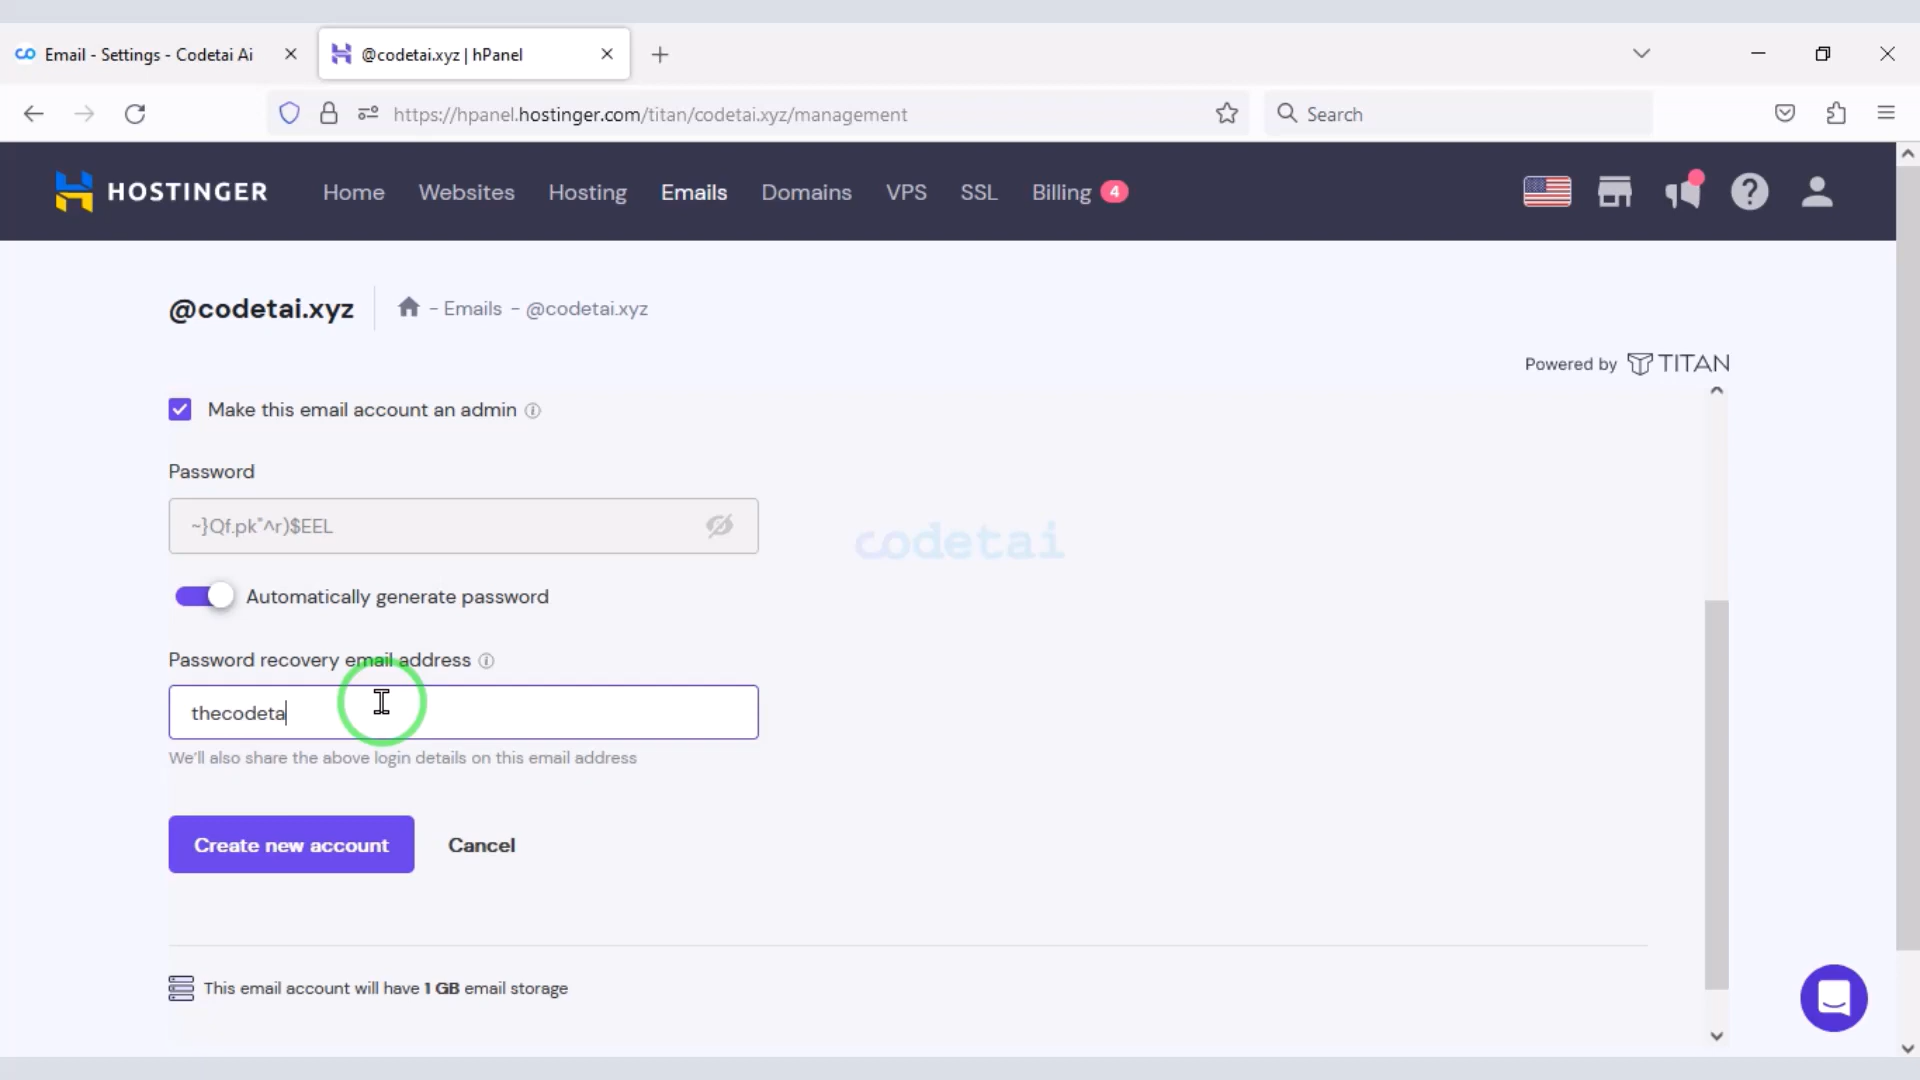 Email - Settings - Codetai Ai
@codetai.xyz | hPanel
https://hpanel.hostinger.com/titan/codetai.xyz/management
Search
HOSTINGER
Home
Websites
Hosting
Emails
Domains
VPS
SSL
Billing 4
@codetai.xyz
- Emails - @codetai.xyz
Powered by TITAN
Make this email account an admin
Password
~}Qf.pk"^r)$EEL
codetai
Automatically generate password
Password recovery email address
thecodeta
We'll also share the above login details on this email address
Create new account
Cancel
This email account will have 1 GB email storage